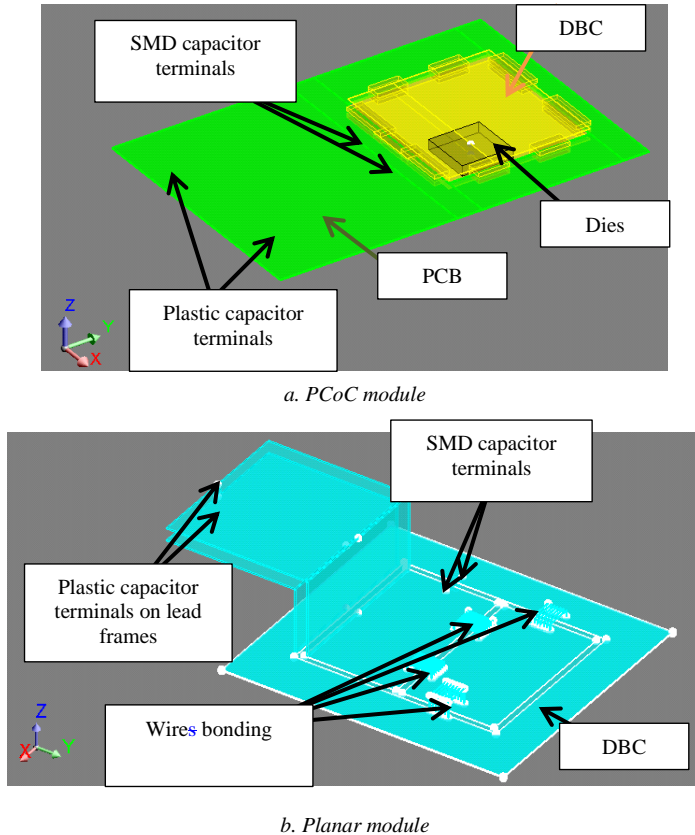 SMD capacitor
terminals
DBC
Dies
PCB
Plastic capacitor
terminals
Z
Y
X
a. PCoC module
SMD capacitor
terminals
Plastic capacitor
terminals on lead
frames
Wires bonding
DBC
Z
X
Y
b. Planar module